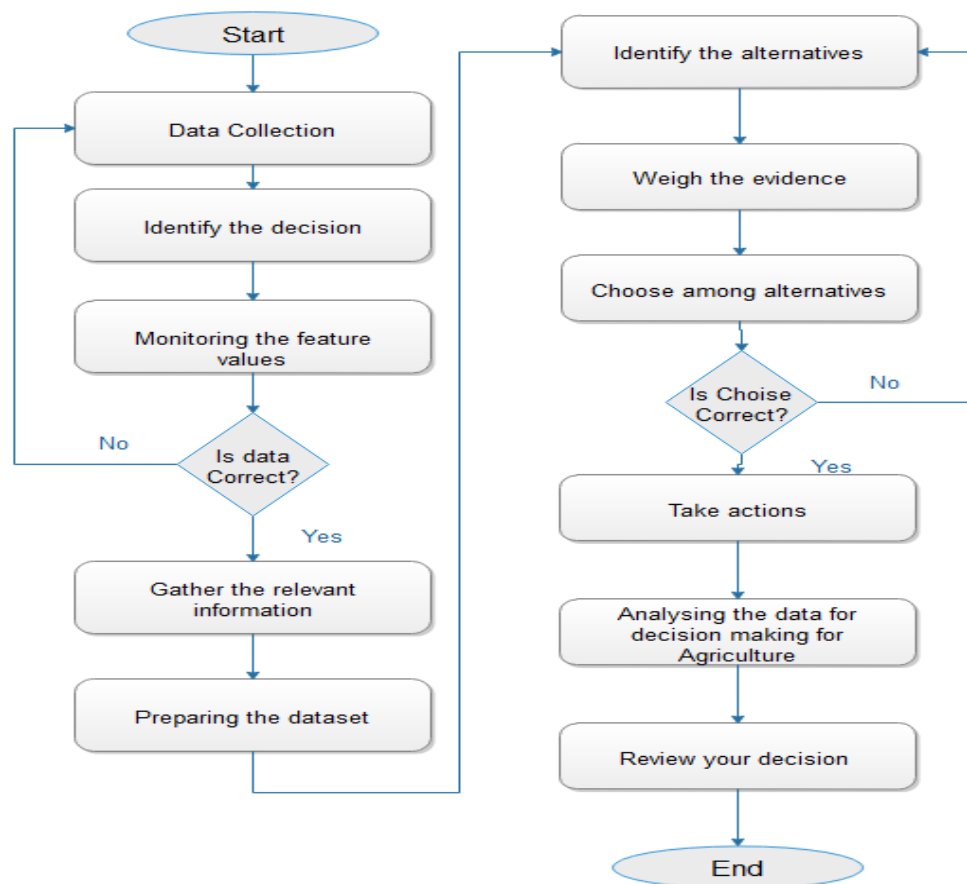 Start
Data Collection
Identify the decision
Monitoring the feature
values
No
Is data
Correct?
Yes
Gather the relevant
information
Preparing the dataset
Identify the alternatives
Weigh the evidence
Choose among alternatives
Is Choise
Correct?
No
Yes
Take actions
Analysing the data for
decision making for
Agriculture
Review your decision
End